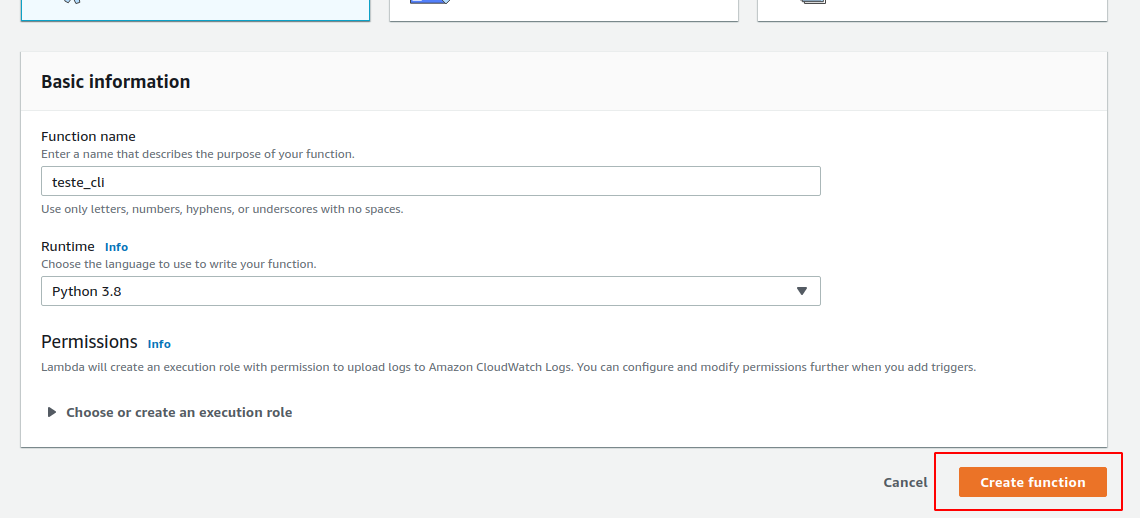 Basic information
Function name
Enter a name that describes the purpose of your function.
teste_cli
Use only letters, numbers, hyphens, or underscores with no spaces.
Runtime Info
Choose the language to use to write your function.
Python 3.8
Permissions Info
Lambda will create an execution role with permission to upload logs to Amazon CloudWatch Logs. You can configure and modify permissions further when you add triggers.
Choose or create an execution role
Cancel Create function